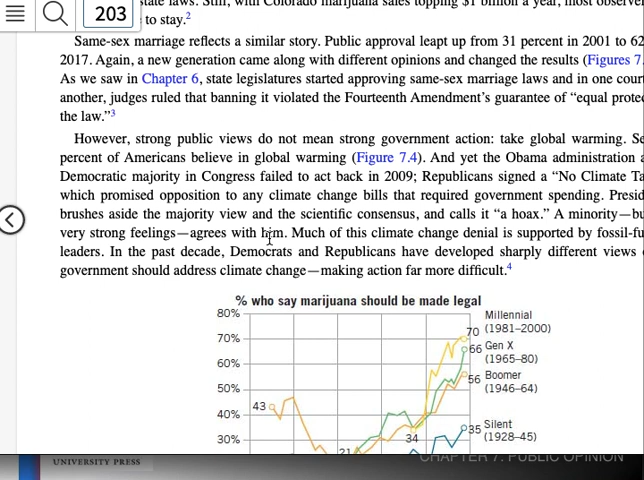 203
state laws. Still, with Colorado marijuana sales topping $1 billion a year, most
to stay.2
Same-sex marriage reflects a similar story. Public approval leapt up from 31 percent in 2001 to 62
2017. Again, a new generation came along with different opinions and changed the results (Figures 7.
As we saw in Chapter 6, state legislatures started approving same-sex marriage laws and in one
another, judges ruled that banning it violated the Fourteenth Amendment’s guarantee of “equal
the law.”3
However, strong public views do not mean strong government action: take global warming.
percent of Americans believe in global warming (Figure 7.4). And yet the Obama administration
Democratic majority in Congress failed to act back in 2009; Republicans signed a “No Climate
which promised opposition to any climate change bills that required government spending.
brushes aside the majority view and the scientific consensus, and calls it “a hoax.” A
very strong feelings—agrees with him. Much of this climate change denial is supported by
leaders. In the past decade, Democrats and Republicans have developed sharply different views
government should address climate change—making action far more difficult.4
% who say marijuana should be made legal
80%
70%
60%
50%
40%
30%
43
21
34
70
66
56
35
Millennial
(1981–2000)
Gen X
(1965–80)
Boomer
(1946–64)
Silent
(1928–45)
UNIVERSITY PRESS
CHAPTER 7: PUBLIC OPINION